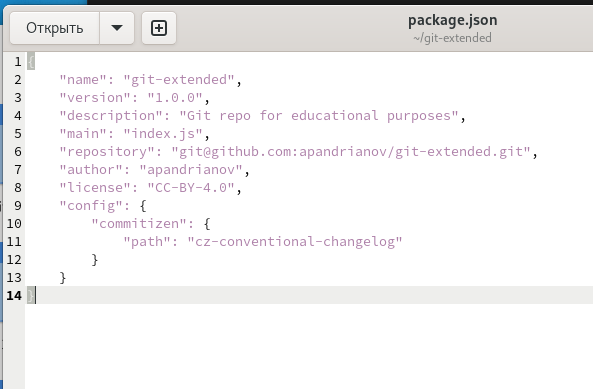 Открыть
package.json
~/git-extended
1 {
2 "name": "git-extended",
3 "version": "1.0.0",
4 "description": "Git repo for educational purposes",
5 "main": "index.js",
6 "repository": "git@github.com:apandrianov/git-extended.git",
7 "author": "apandrianov",
8 "license": "CC-BY-4.0",
9 "config": {
10 "commitizen": {
11 "path": "cz-conventional-changelog"
12 }
13 }
14 }